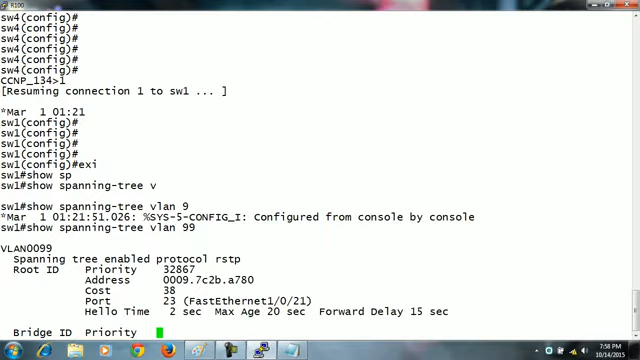 R100
sw4(config)#
sw4(config)#
sw4(config)#
sw4(config)#
sw4(config)#
sw4(config)#
CCNP_134>1
[Resuming connection 1 to sw1 ... ]
*Mar  1 01:21
sw1(config)#
sw1(config)#
sw1(config)#
sw1(config)#
sw1(config)#exi
sw1#show sp
sw1#show spanning-tree v
sw1#show spanning-tree vlan 9
*Mar  1 01:21:51.026: %SYS-5-CONFIG_I: Configured from console by console
sw1#show spanning-tree vlan 99
VLAN0099
Spanning tree enabled protocol rstp
Root ID    Priority    32867
Address     0009.7c2b.a780
Cost        38
Port        23 (FastEthernet1/0/21)
Hello Time   2 sec  Max Age 20 sec  Forward Delay 15 sec
Bridge ID  Priority
7:58 PM
10/14/2015